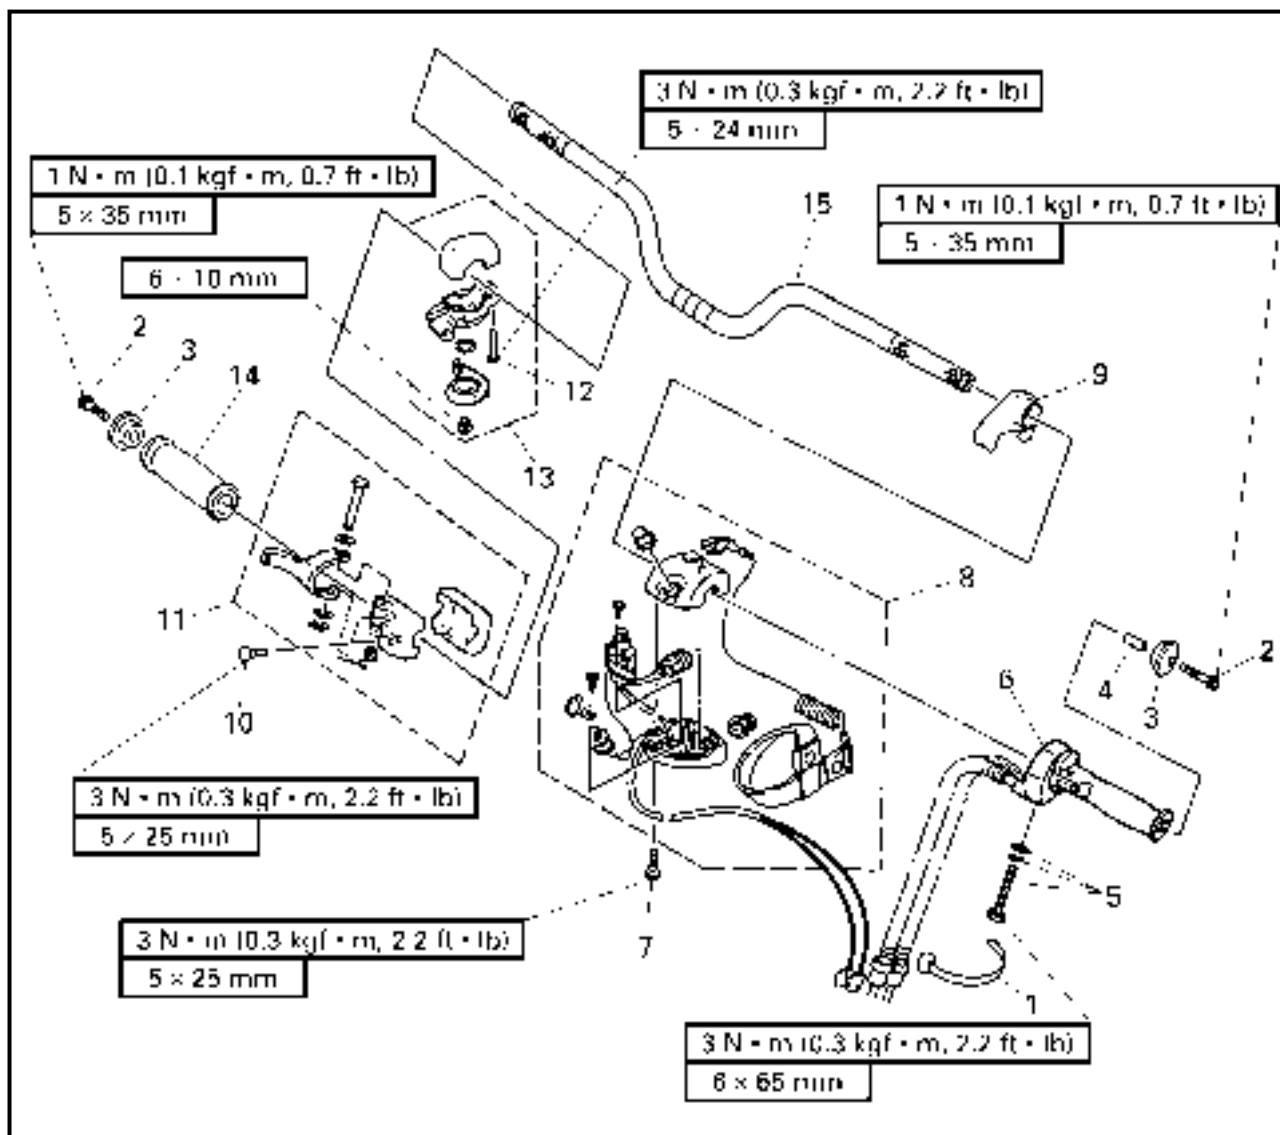 3 N • m (0.3 kgf • m, 2.2 ft • lb)
5 · 24 mm
1 N • m (0.1 kgf • m, 0.7 ft • lb)
5 × 35 mm
15
1 N • m (0.1 kgf • m, 0.7 ft • lb)
5 · 35 mm
6 · 10 mm
2
3
14
12
9
13
8
11
10
6
4
3
2
3 N • m (0.3 kgf • m, 2.2 ft • lb)
5 × 25 mm
5
7
3 N • m (0.3 kgf • m, 2.2 ft • lb)
5 × 25 mm
1
3 N • m (0.3 kgf • m, 2.2 ft • lb)
6 × 65 mm